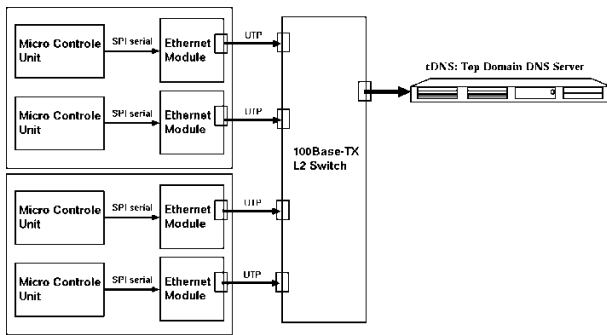 Micro Controle
Unit
SPI serial
Ethernet
Module
UTP
Micro Controle
Unit
SPI serial
Ethernet
Module
UTP
tDNS: Top Domain DNS Server
100Base-TX
L2 Switch
Micro Controle
Unit
SPI serial
Ethernet
Module
UTP
Micro Controle
Unit
SPI serial
Ethernet
Module
UTP